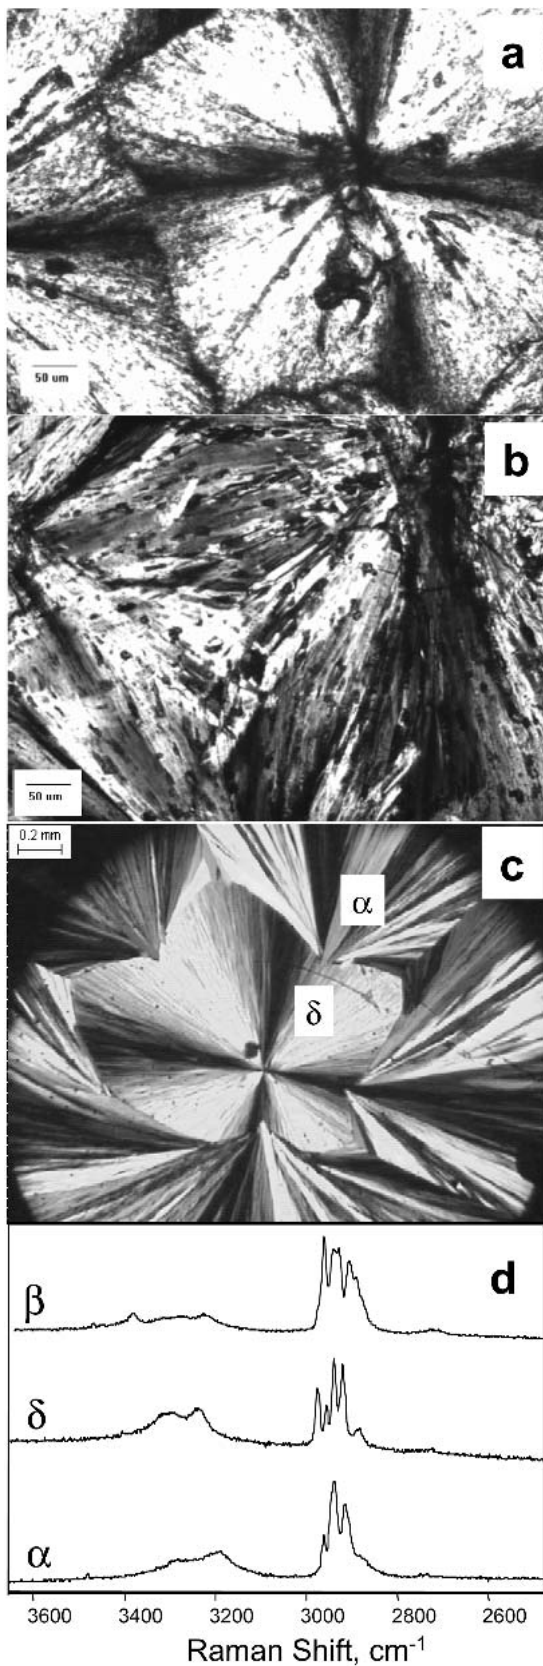 a
50 um
b
50 um
0.2 mm
c
α
δ
d
β
δ
α
3600 3400 3200 3000 2800 2600
Raman Shift, cm-1